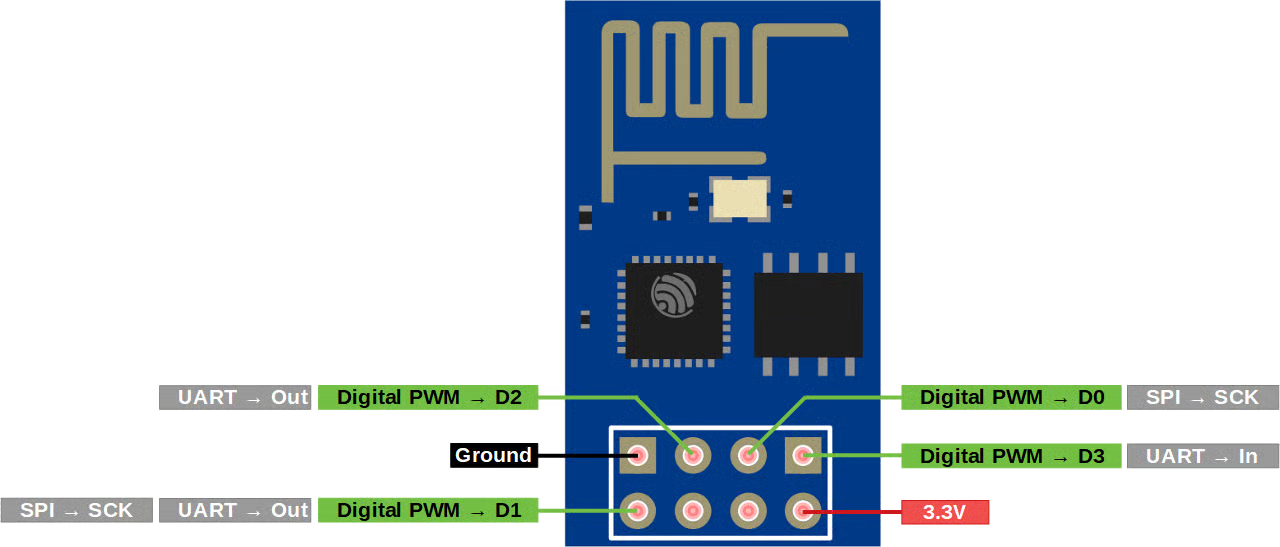 UART → Out Digital PWM → D2 Digital PWM → D0 SPI → SCK
Ground Digital PWM → D3 UART → In
SPI → SCK UART → Out Digital PWM → D1 3.3V